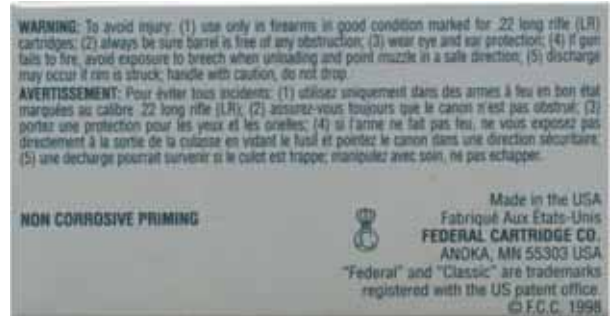 WARNING: To avoid injury: (1) use only in firearms in good condition marked for .22 long rifle (LR)
cartridges; (2) always be sure barrel is free of any obstruction; (3) wear eye and ear protection; (4) if gun
fails to fire, avoid exposure to breech when unloading and point muzzle in a safe direction; (5) discharge
may occur if rim is struck; handle with caution, do not drop.
AVERTISSEMENT: Pour éviter tous incidents: (1) utilisez uniquement dans des armes à feu en bon état
marquées au calibre .22 long rifle (LR); (2) assurez-vous toujours que le canon n'est pas obstrué; (3)
portez une protection pour les yeux et les oreilles; (4) si l'arme ne fait pas feu, ne vous exposez pas
directement à la sortie de la culasse en vidant le fusil et pointez le canon dans une direction sécuritaire;
(5) une decharge pourrait survenir si le culot est frappe; manipulez avec soin, ne pas echapper.
NON CORROSIVE PRIMING
Made in the USA
Fabriqué Aux États-Unis
C
FEDERAL CARTRIDGE CO.
ANOKA, MN 55303 USA
"Federal" and "Classic" are trademarks
registered with the US patent office.
© F.C.C. 1998